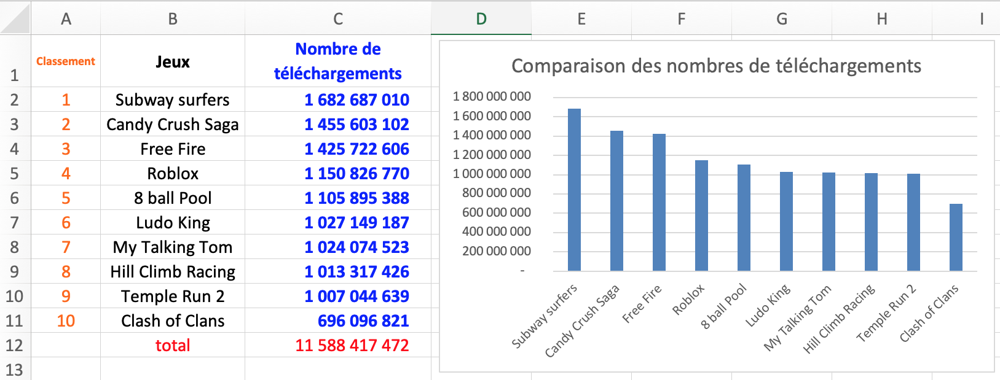 A B C D E F G H I
1 Classement Jeux Nombre de téléchargements
2 1 Subway surfers 1 682 687 010
3 2 Candy Crush Saga 1 455 603 102
4 3 Free Fire 1 425 722 606
5 4 Roblox 1 150 826 770
6 5 8 ball Pool 1 105 895 388
7 6 Ludo King 1 027 149 187
8 7 My Talking Tom 1 024 074 523
9 8 Hill Climb Racing 1 013 317 426
10 9 Temple Run 2 1 007 044 639
11 10 Clash of Clans 696 096 821
12 total 11 588 417 472
13
Comparaison des nombres de téléchargements
1 800 000 000
1 600 000 000
1 400 000 000
1 200 000 000
1 000 000 000
800 000 000
600 000 000
400 000 000
200 000 000
-
Subway surfers
Candy Crush Saga
Free Fire
Roblox
8 ball Pool
Ludo King
My Talking Tom
Hill Climb Racing
Temple Run 2
Clash of Clans